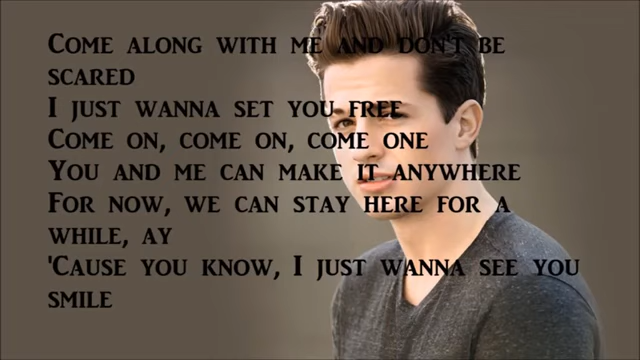 Come along with me and don't be
scared
I just wanna set you free
Come on, come on, come one
You and me can make it anywhere
For now, we can stay here for a
while, ay
'Cause you know, I just wanna see you
smile